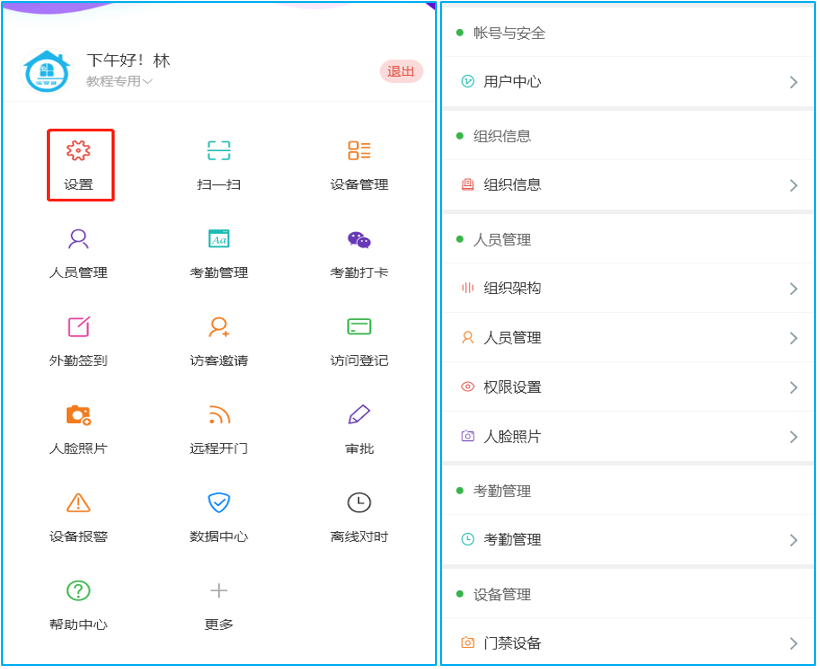 下午好！林
教程专用
退出
设置
扫一扫
设备管理
人员管理
Aa
考勤管理
考勤打卡
外勤签到
访客邀请
访问登记
人脸照片
远程开门
审批
设备报警
数据中心
离线对时
帮助中心
更多
帐号与安全
用户中心
组织信息
组织信息
人员管理
组织架构
人员管理
权限设置
人脸照片
考勤管理
考勤管理
设备管理
门禁设备